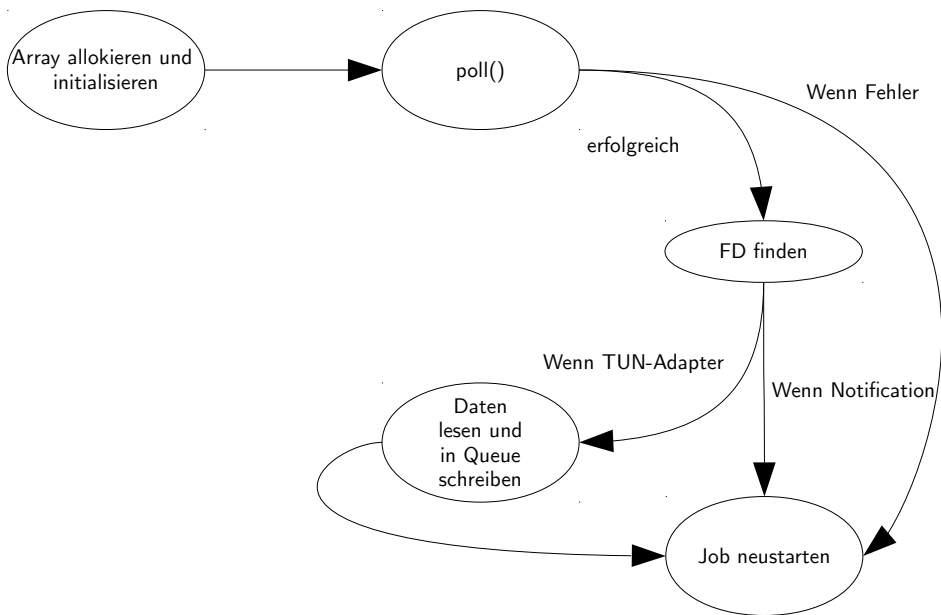 Array allokieren und
initialisieren
poll()
Wenn Fehler
erfolgreich
FD finden
Wenn TUN-Adapter
Wenn Notification
Daten
lesen und
in Queue
schreiben
Job neustarten